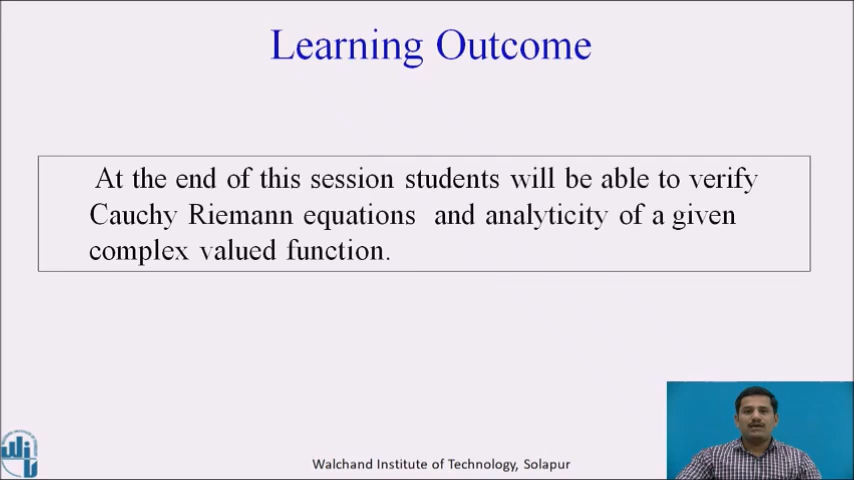 Learning Outcome
At the end of this session students will be able to verify
Cauchy Riemann equations and analyticity of a given
complex valued function.
Walchand Institute of Technology, Solapur